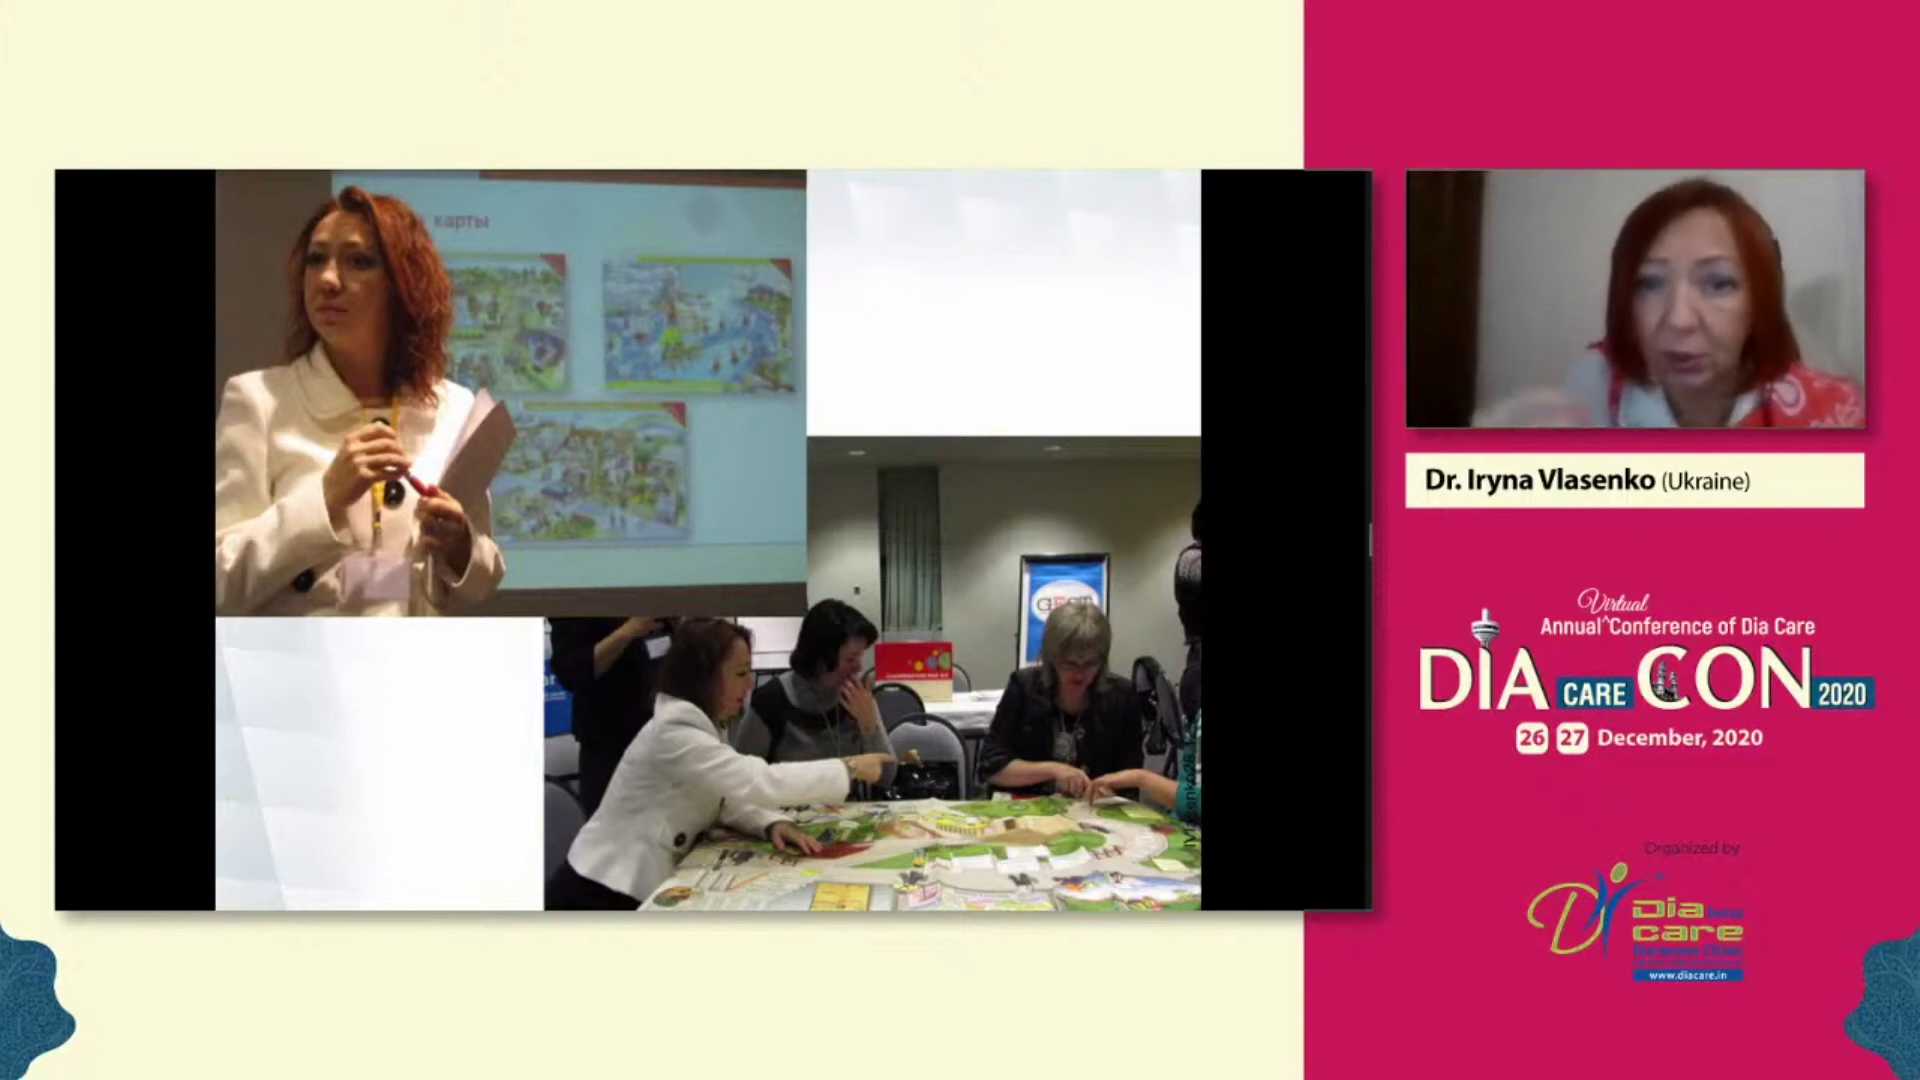 карты
Dr. Iryna Vlasenko (Ukraine)
Virtual
Annual^Conference of Dia Care
DIA CARE CON 2020
26 27 December, 2020
Organized by
Dia
care
www.diacare.in